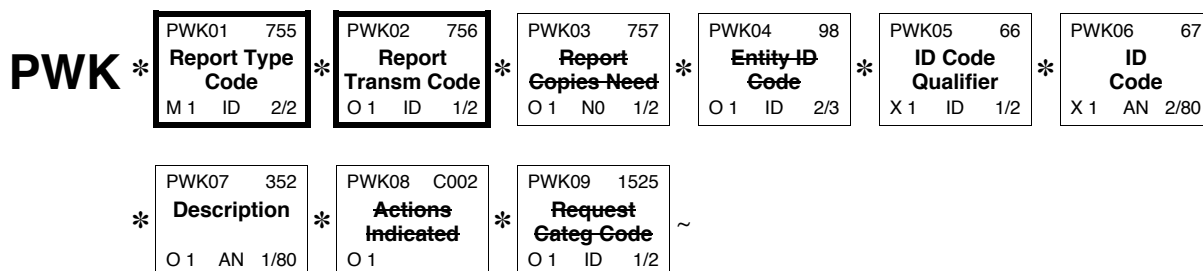 PWK01 755 PWK02 756 PWK03 757 PWK04 98 PWK05 66 PWK06 67
PWK * Report Type * Report * Report * Entity ID * ID Code * ID
Code Transm Code Copies Need Code Qualifier Code
M 1 ID 2/2 O 1 ID 1/2 O 1 N0 1/2 O 1 ID 2/3 X 1 ID 1/2 X 1 AN 2/80
PWK07 352 PWK08 C002 PWK09 1525
* Description * Actions * Request ~
Indicated Categ Code
O 1 AN 1/80 O 1 O 1 ID 1/2